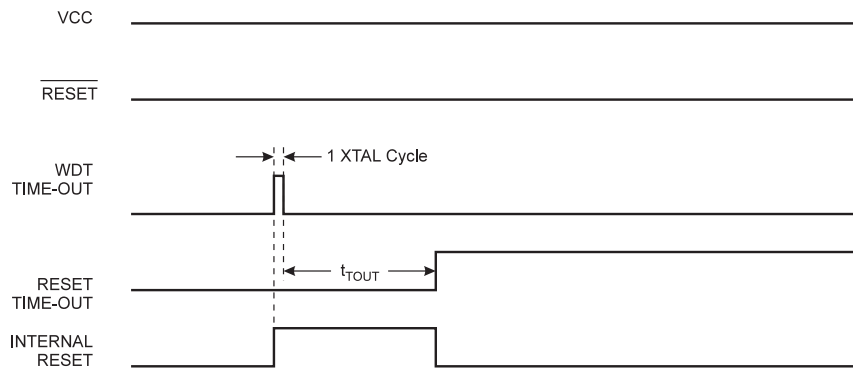 VCC
RESET
1 XTAL Cycle
WDT
TIME-OUT
tTOUT
RESET
TIME-OUT
INTERNAL
RESET